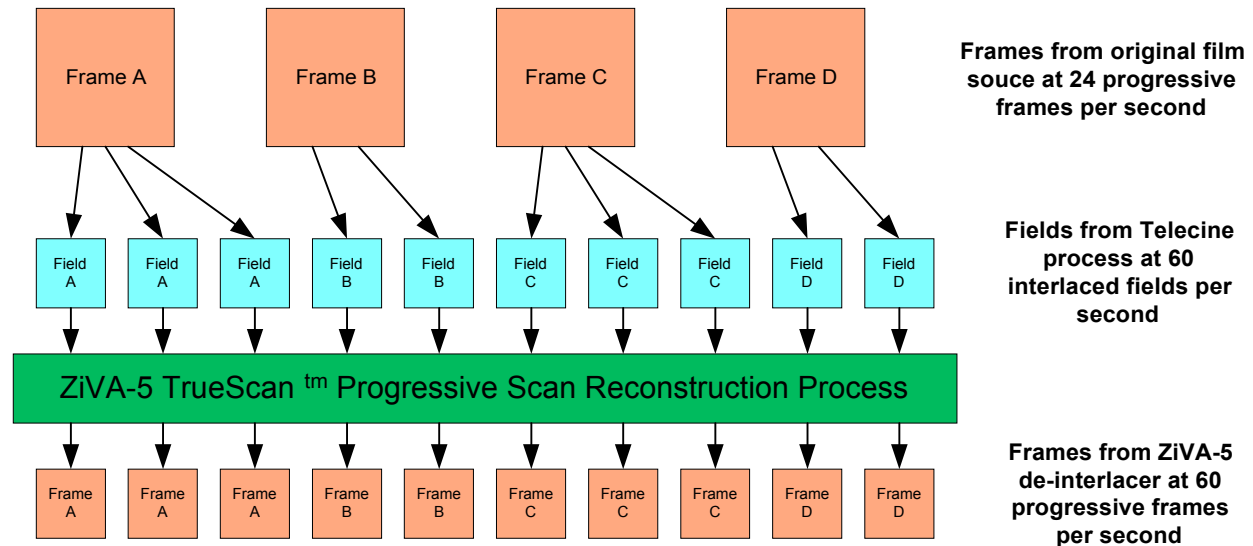 Frame A
Frame B
Frame C
Frame D
Frames from original film
souce at 24 progressive
frames per second
Field
A
Field
A
Field
A
Field
B
Field
B
Field
C
Field
C
Field
C
Field
D
Field
D
Fields from Telecine
process at 60
interlaced fields per
second
ZiVA-5 TrueScan tm Progressive Scan Reconstruction Process
Frame
A
Frame
A
Frame
A
Frame
B
Frame
B
Frame
C
Frame
C
Frame
C
Frame
D
Frame
D
Frames from ZiVA-5
de-interlacer at 60
progressive frames
per second